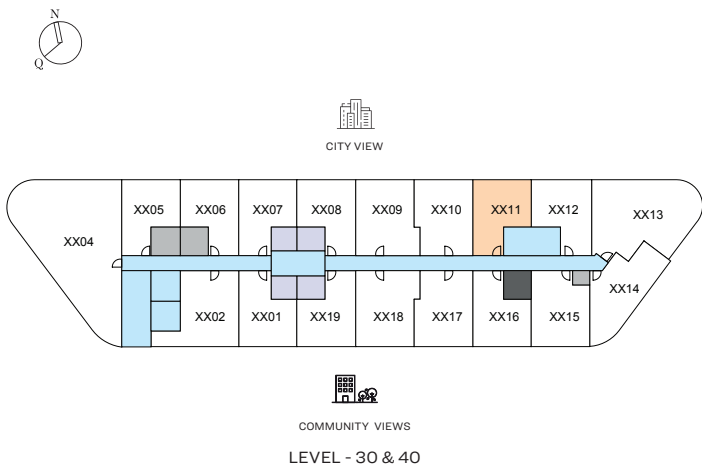 N
Q
CITY VIEW
XX05 XX06 XX07 XX08 XX09 XX10 XX11 XX12
XX04 XX13
XX14
XX02 XX01 XX19 XX18 XX17 XX16 XX15
COMMUNITY VIEWS
LEVEL - 30 & 40